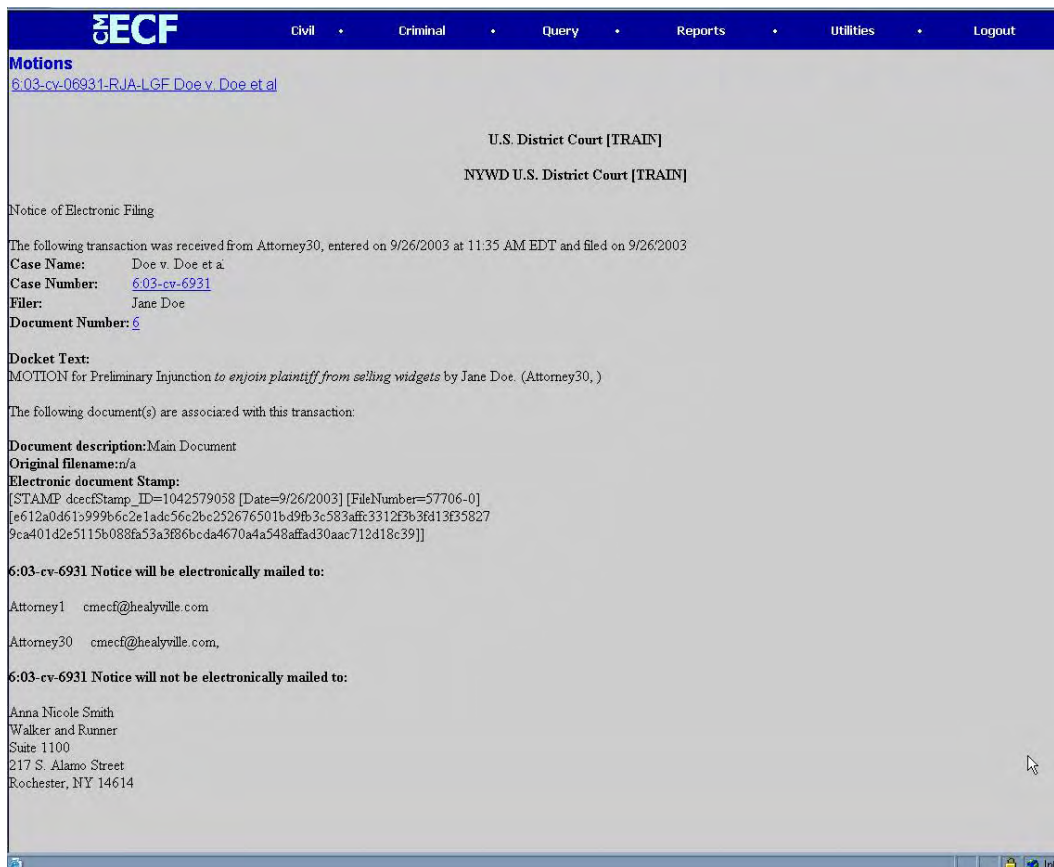 CM ECF Civil • Criminal • Query • Reports • Utilities • Logout
Motions
6:03-cv-06931-RJA-LGF Doe v. Doe et al
U.S. District Court [TRAIN]
NYWD U.S. District Court [TRAIN]
Notice of Electronic Filing
The following transaction was received from Attorney30, entered on 9/26/2003 at 11:35 AM EDT and filed on 9/26/2003
Case Name: Doe v. Doe et al
Case Number: 6:03-cv-6931
Filer: Jane Doe
Document Number: 6
Docket Text:
MOTION for Preliminary Injunction to enjoin plaintiff from selling widgets by Jane Doe. (Attorney30, )
The following document(s) are associated with this transaction:
Document description:Main Document
Original filename:n/a
Electronic document Stamp:
[STAMP dcecfStamp_ID=1042579058 [Date=9/26/2003] [FileNumber=57706-0]
[e612a0d61b999b6c2e1adc56c2bc252676501bd9fb3c583affc3312f3b3fd13f35827
9ca401d2e5115b088fa53a3f86bcda4670a4a548affad30aac712d18c39]]
6:03-cv-6931 Notice will be electronically mailed to:
Attorney1 cmecf@healyville.com
Attorney30 cmecf@healyville.com,
6:03-cv-6931 Notice will not be electronically mailed to:
Anna Nicole Smith
Walker and Runner
Suite 1100
217 S. Alamo Street
Rochester, NY 14614